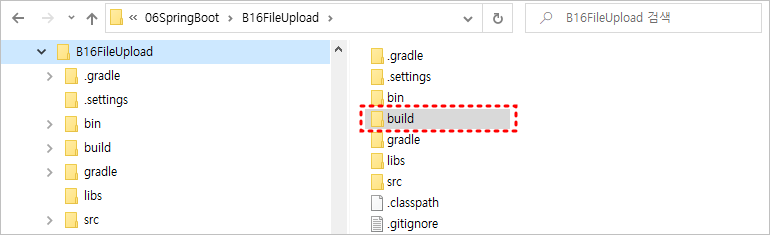 « 06SpringBoot > B16FileUpload >
B16FileUpload 검색
B16FileUpload
.gradle
.settings
bin
build
gradle
libs
src
.gradle
.settings
bin
build
gradle
libs
src
.classpath
.gitignore